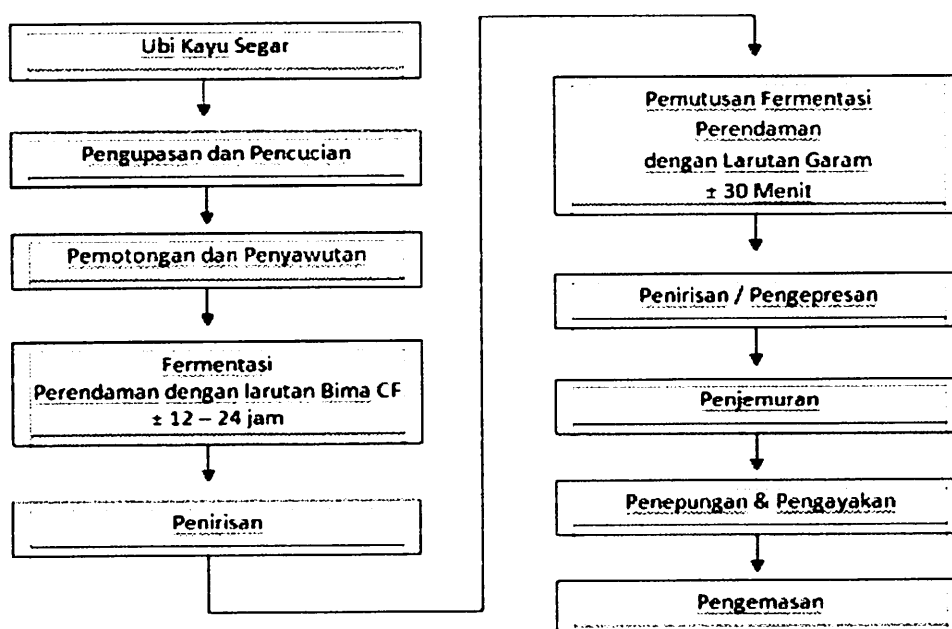 Ubi Kayu Segar
Pengupasan dan Pencucian
Pemotongan dan Penyawutan
Fermentasi
Perendaman dengan larutan Bima CF
± 12 – 24 jam
Penirisan
Pemutusan Fermentasi
Perendaman
dengan Larutan Garam
± 30 Menit
Penirisan / Pengepresan
Penjemuran
Penepungan & Pengayakan
Pengemasan